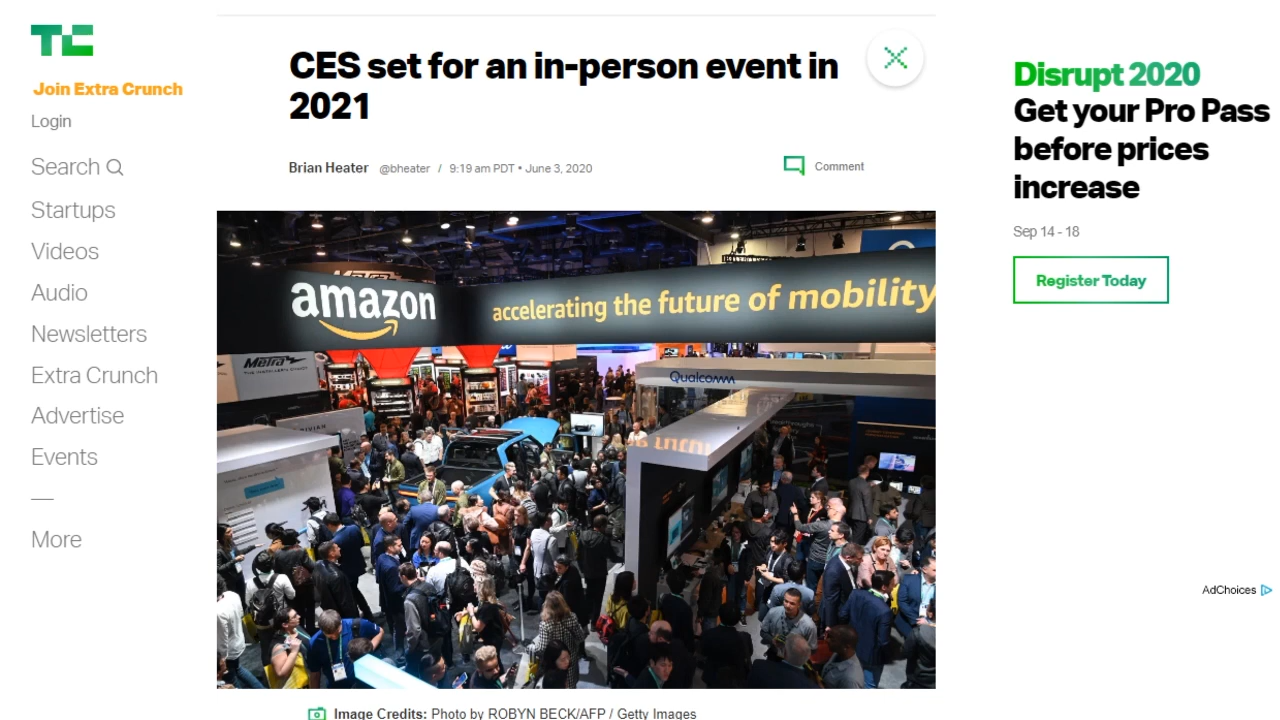 TC
Join Extra Crunch
Login
Search
Startups
Videos
Audio
Newsletters
Extra Crunch
Advertise
Events
—
More
CES set for an in-person event in
2021
Brian Heater @bheater / 9:19 am PDT • June 3, 2020
Comment
amazon
accelerating the future of mobility
Metra
Qualcomm
Image Credits: Photo by ROBYN BECK/AFP / Getty Images
Disrupt 2020
Get your Pro Pass
before prices
increase
Sep 14 - 18
Register Today
AdChoices